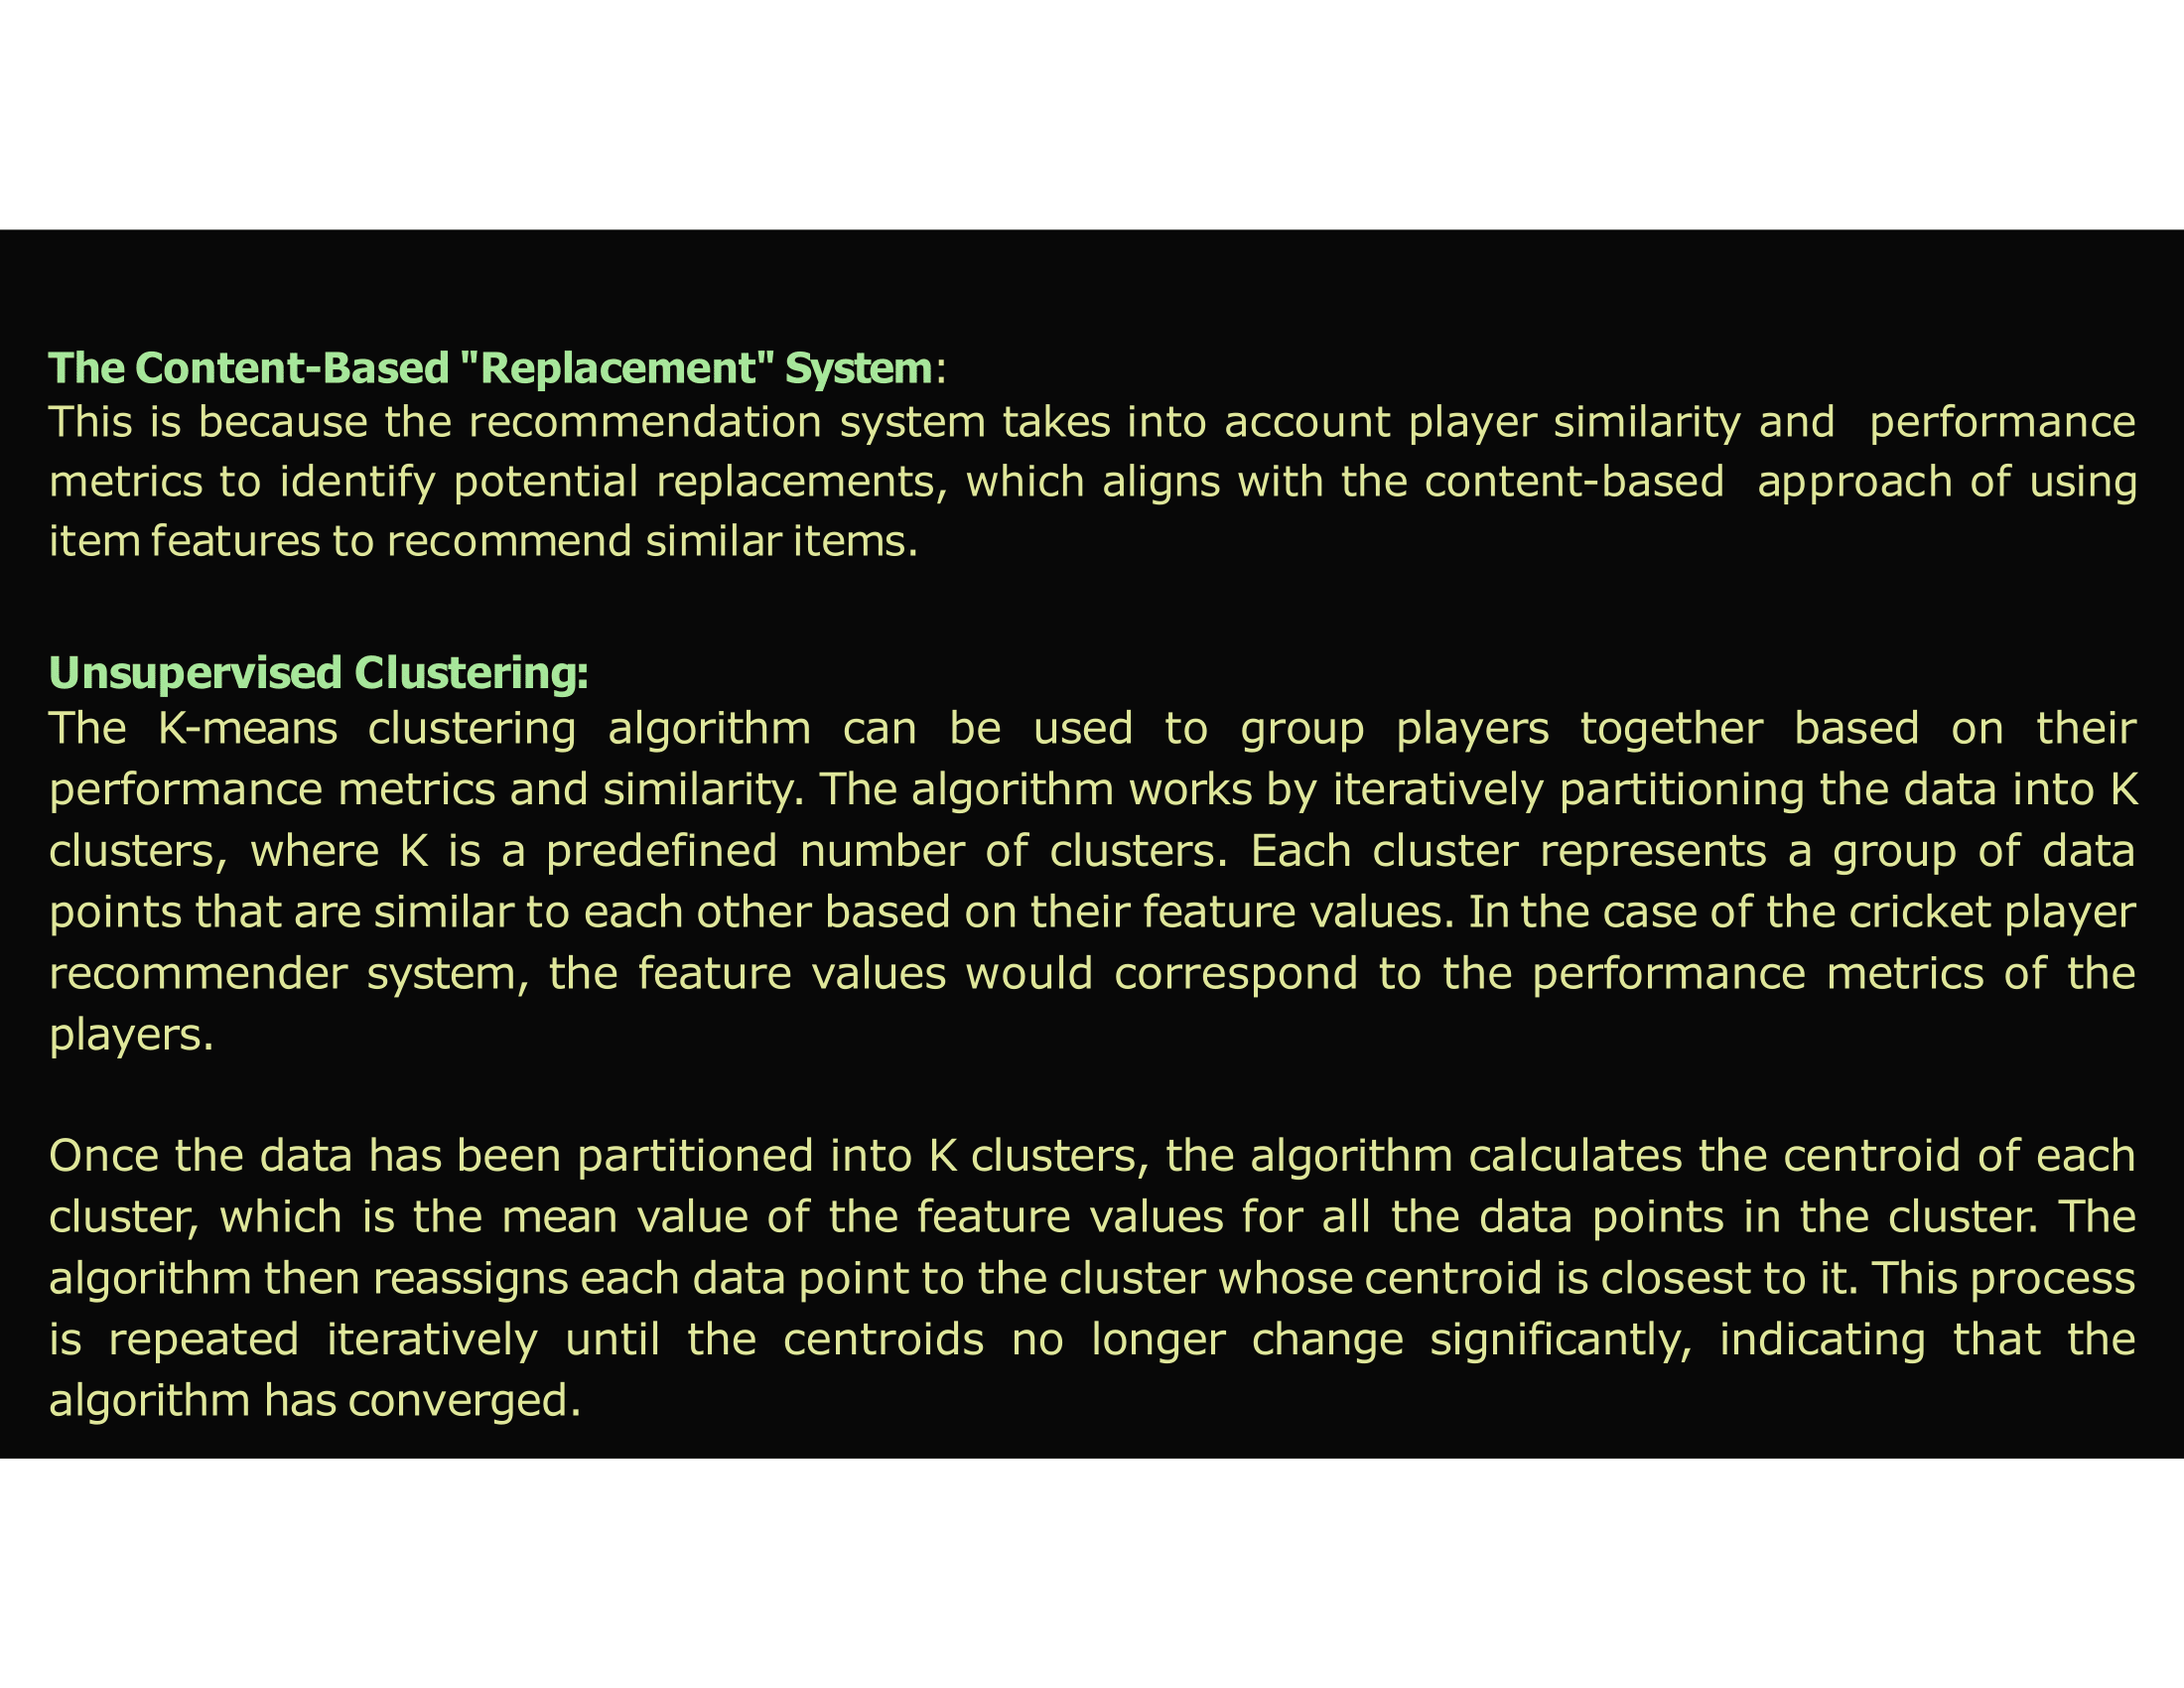 The Content-Based "Replacement" System:
This is because the recommendation system takes into account player similarity and performance
metrics to identify potential replacements, which aligns with the content-based approach of using
item features to recommend similar items.
Unsupervised Clustering:
The K-means clustering algorithm can be used to group players together based on their
performance metrics and similarity. The algorithm works by iteratively partitioning the data into K
clusters, where K is a predefined number of clusters. Each cluster represents a group of data
points that are similar to each other based on their feature values. In the case of the cricket player
recommender system, the feature values would correspond to the performance metrics of the
players.
Once the data has been partitioned into K clusters, the algorithm calculates the centroid of each
cluster, which is the mean value of the feature values for all the data points in the cluster. The
algorithm then reassigns each data point to the cluster whose centroid is closest to it. This process
is repeated iteratively until the centroids no longer change significantly, indicating that the
algorithm has converged.